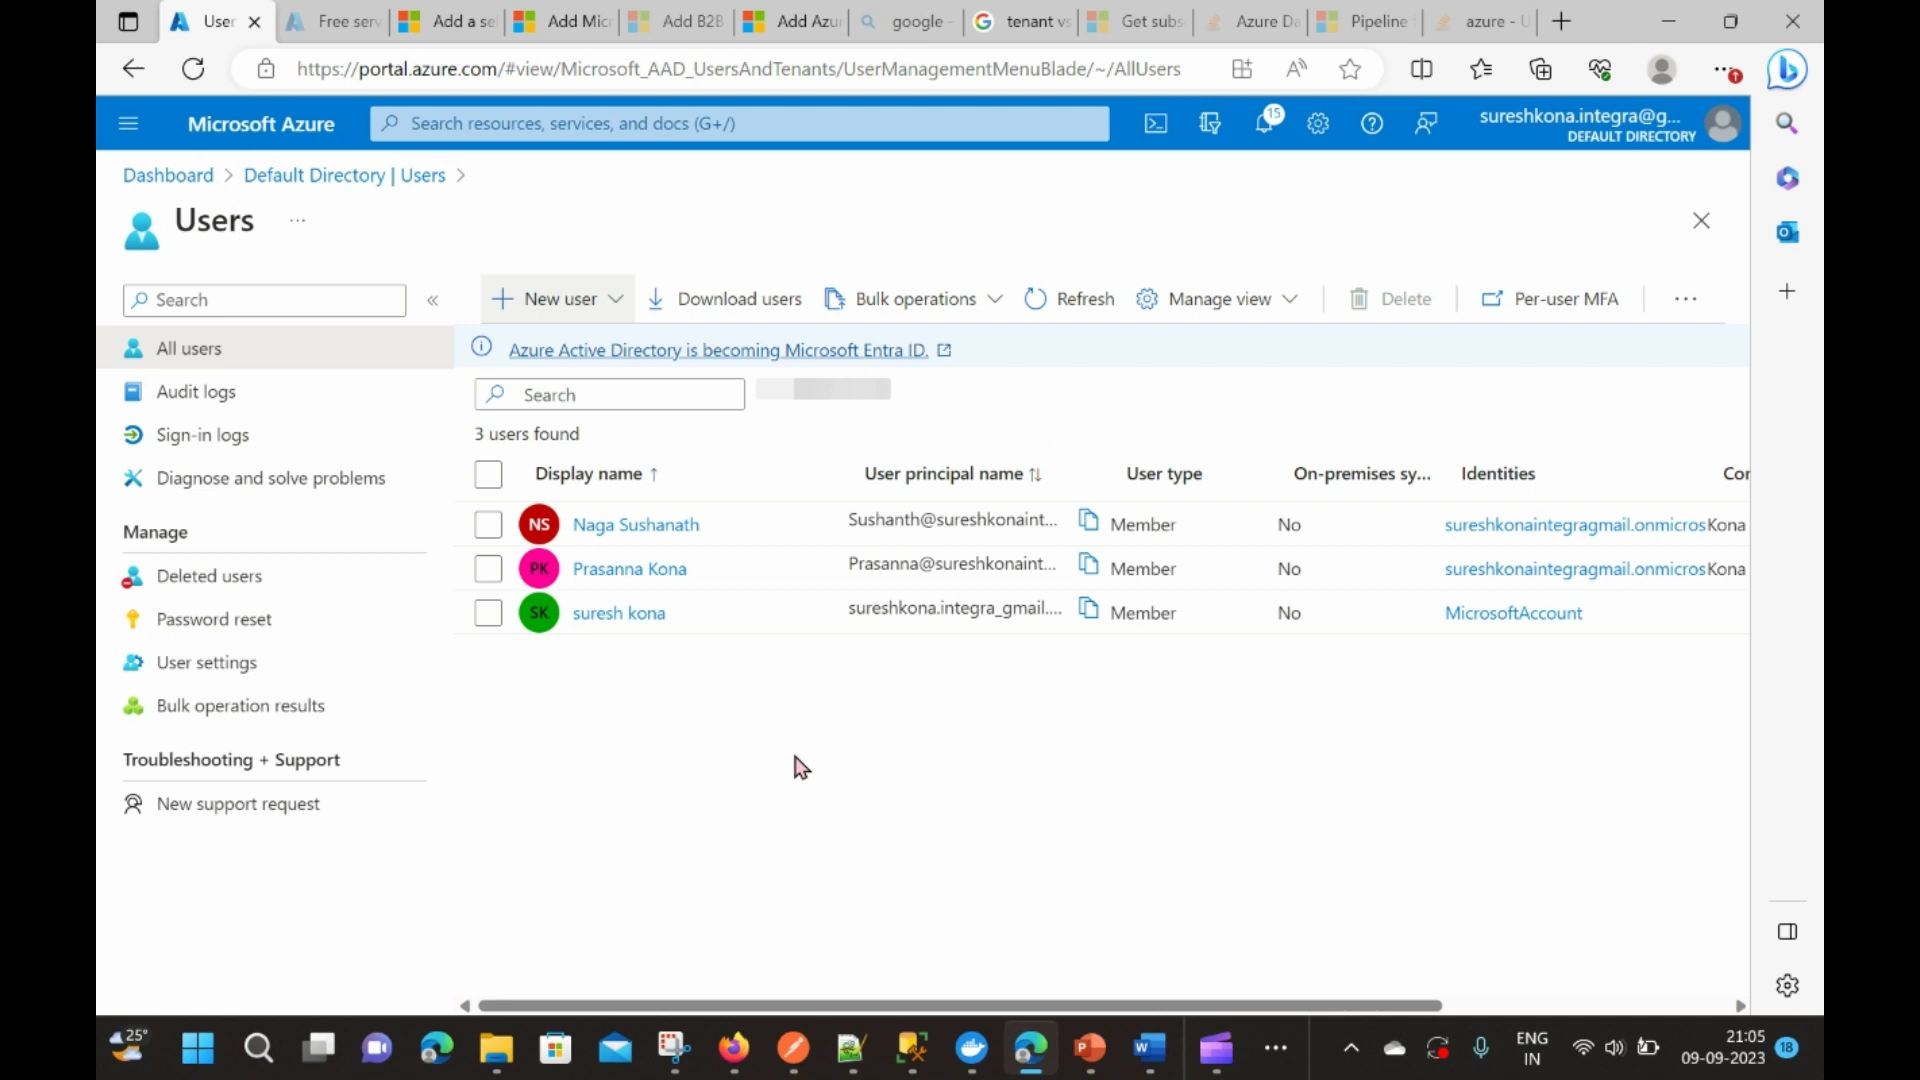 User
Free serv
Add a se
Add Micr
Add B2B
Add Azu
google -
tenant vs
Get subs
Azure Da
Pipeline
azure - U
https://portal.azure.com/#view/Microsoft_AAD_UsersAndTenants/UserManagementMenuBlade/~/AllUsers
Microsoft Azure
Search resources, services, and docs (G+/)
15
sureshkona.integra@g...
DEFAULT DIRECTORY
Dashboard > Default Directory | Users >
Users ...
Search
«
New user
Download users
Bulk operations
Refresh
Manage view
Delete
Per-user MFA
...
All users
Audit logs
Sign-in logs
Diagnose and solve problems
Manage
Deleted users
Password reset
User settings
Bulk operation results
Troubleshooting + Support
New support request
Azure Active Directory is becoming Microsoft Entra ID.
Search
3 users found
Display name ↑ User principal name ↑↓ User type On-premises sy... Identities Cor
NS Naga Sushanath Sushanth@sureshkonaint... Member No sureshkonaintegragmail.onmicros Kona
PK Prasanna Kona Prasanna@sureshkonaint... Member No sureshkonaintegragmail.onmicros Kona
SK suresh kona sureshkona.integra_gmail.... Member No MicrosoftAccount
25°
ENG
IN
21:05
09-09-2023
18